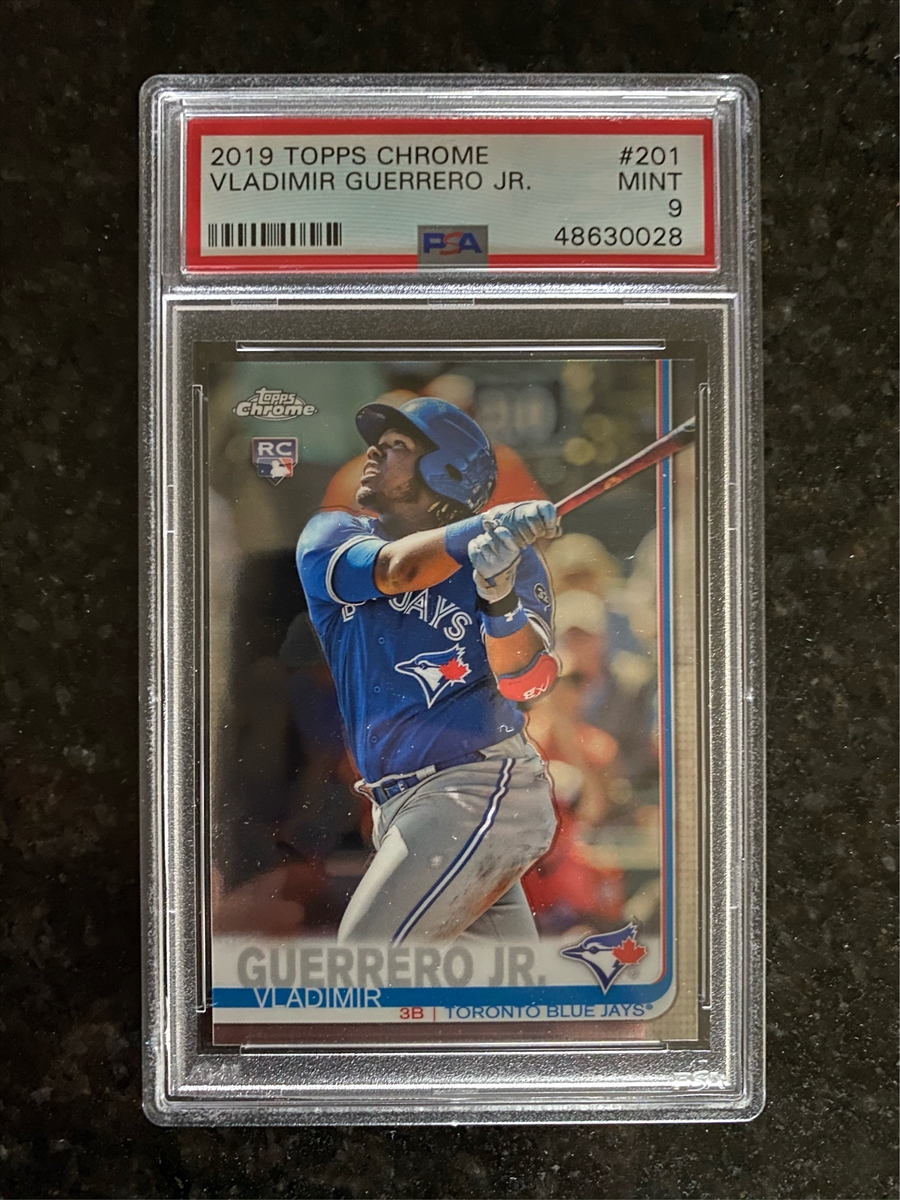 2019 TOPPS CHROME #201
VLADIMIR GUERRERO JR. MINT
9
PSA 48630028
Topps
Chrome
RC
JAYS
GUERRERO JR.
VLADIMIR
3B | TORONTO BLUE JAYS®
PSA